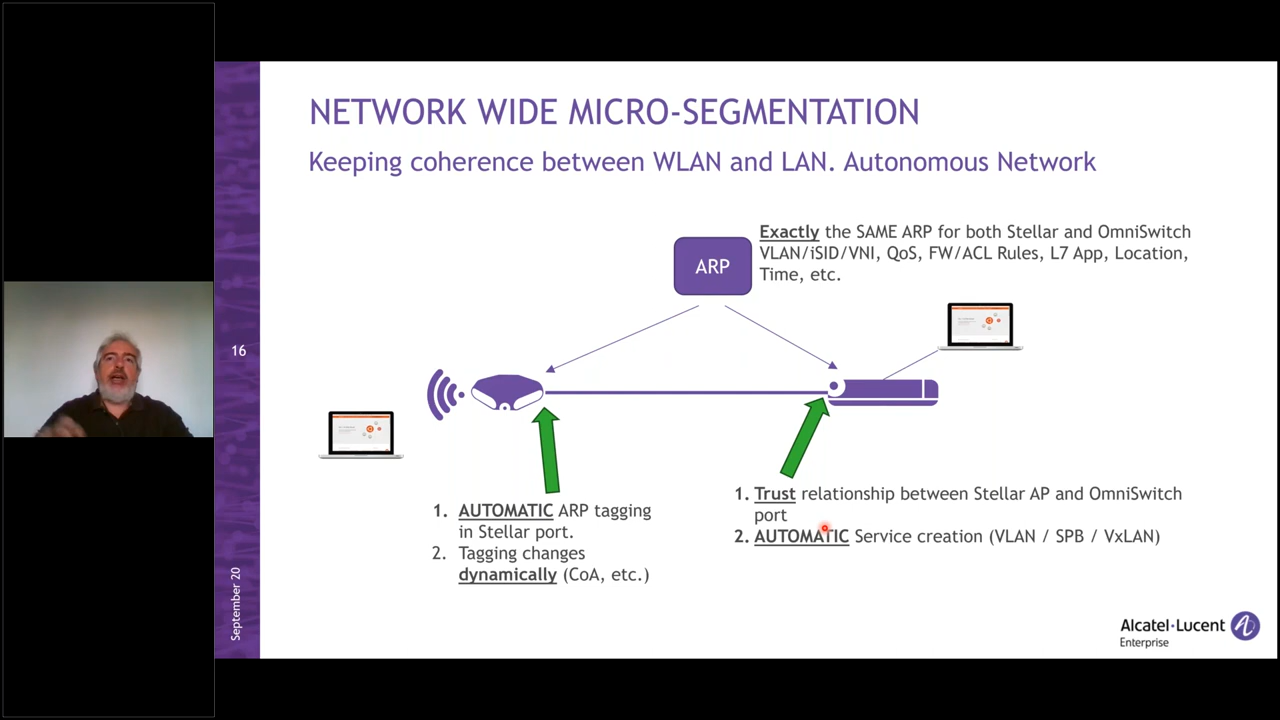 NETWORK WIDE MICRO-SEGMENTATION
Keeping coherence between WLAN and LAN. Autonomous Network
Exactly the SAME ARP for both Stellar and OmniSwitch
VLAN/iSID/VNI, QoS, FW/ACL Rules, L7 App, Location,
Time, etc.
ARP
16
1. Trust relationship between Stellar AP and OmniSwitch
port
2. AUTOMATIC Service creation (VLAN / SPB / VxLAN)
1. AUTOMATIC ARP tagging
in Stellar port.
2. Tagging changes
dynamically (CoA, etc.)
September 20
Alcatel·Lucent
Enterprise